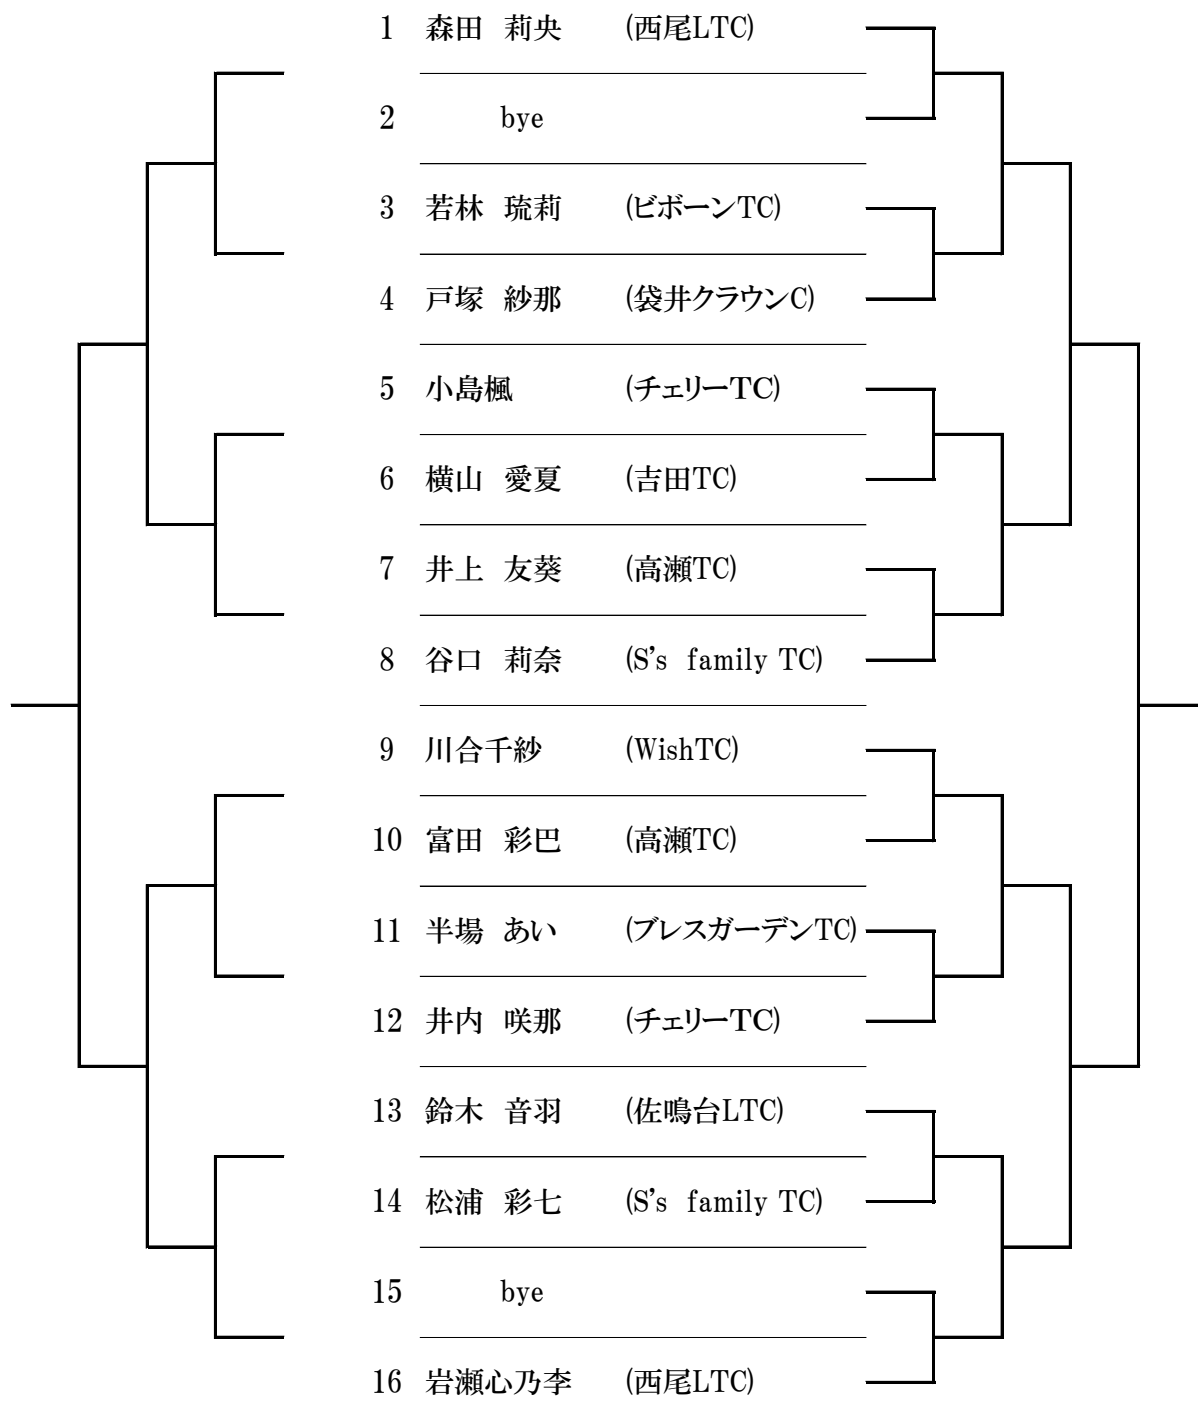 1 森田 莉央 (西尾LTC)
2 bye
3 若林 琉莉 (ビボーンTC)
4 戸塚 紗那 (袋井クラウンC)
5 小島楓 (チェリーTC)
6 横山 愛夏 (吉田TC)
7 井上 友葵 (高瀬TC)
8 谷口 莉奈 (S's family TC)
9 川合千紗 (WishTC)
10 富田 彩巴 (高瀬TC)
11 半場 あい (ブレスガーデンTC)
12 井内 咲那 (チェリーTC)
13 鈴木 音羽 (佐鳴台LTC)
14 松浦 彩七 (S's family TC)
15 bye
16 岩瀬心乃李 (西尾LTC)